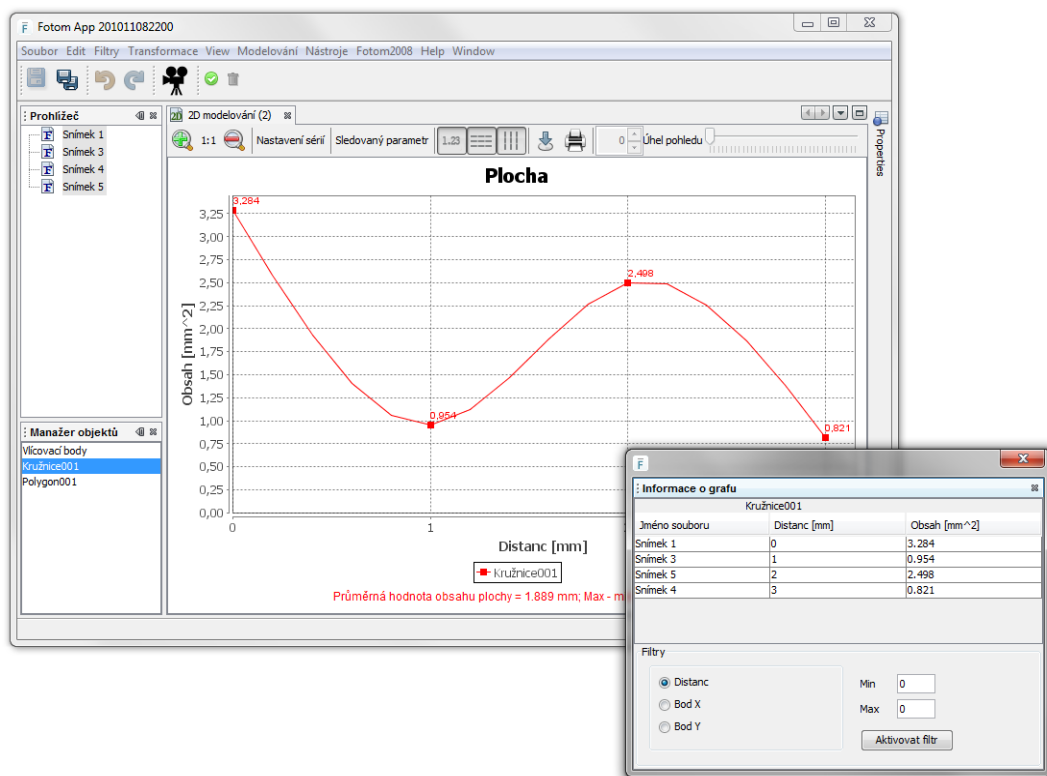 Fotom App 201011082200
Soubor Edit Filtry Transformace View Modelování Nástroje Fotom2008 Help Window
Prohlížeč
Snímek 1
Snímek 3
Snímek 4
Snímek 5
Manažer objektů
Vlícovací body
Kružnice001
Polygon001
2D modelování (2)
1:1 Nastavení sérií Sledovaný parametr 1.23 0 Úhel pohledu
Properties
Plocha
Obsah [mm^2]
3,25
3,00
2,75
2,50
2,25
2,00
1,75
1,50
1,25
1,00
0,75
0,50
0,25
0,00
3,284
0,954
2,498
0,821
0 1
Distanc [mm]
Kružnice001
Průměrná hodnota obsahu plochy = 1.889 mm; Max - m
Informace o grafu
Kružnice001
Jméno souboru Distanc [mm] Obsah [mm^2]
Snímek 1 0 3.284
Snímek 3 1 0.954
Snímek 5 2 2.498
Snímek 4 3 0.821
Filtry
Distanc
Bod X
Bod Y
Min 0
Max 0
Aktivovat filtr